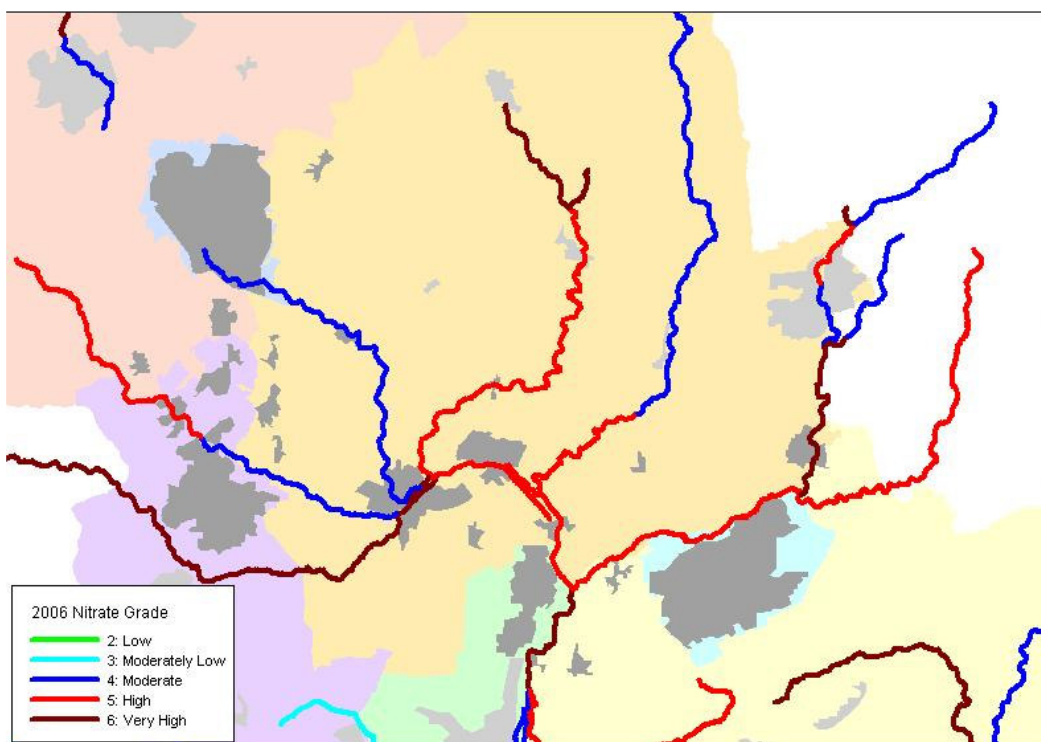 2006 Nitrate Grade
2: Low
3: Moderately Low
4: Moderate
5: High
6: Very High